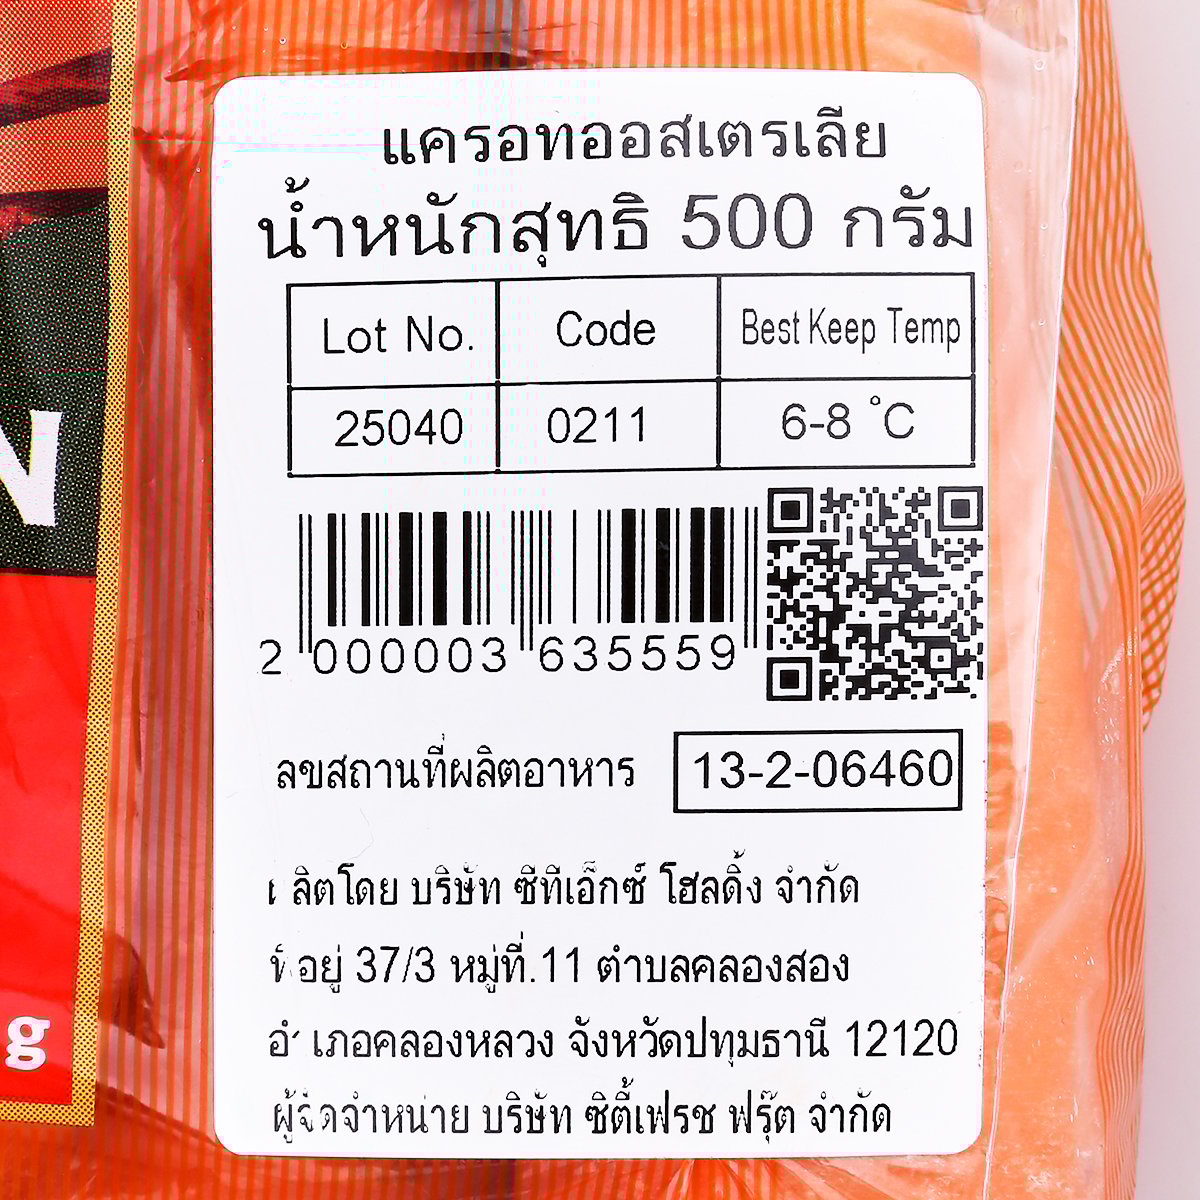 แครอทออสเตรเลีย
น้ำหนักสุทธิ 500 กรัม
Lot No. Code Best Keep Temp
25040 0211 6-8 °C
2 000003 635559
เลขสถานที่ผลิตอาหาร 13-2-06460
ผลิตโดย บริษัท ซีทีเอ็กซ์ โฮลดิ้ง จำกัด
ที่อยู่ 37/3 หมู่ที่.11 ตำบลคลองสอง
อำเภอคลองหลวง จังหวัดปทุมธานี 12120
ผู้จัดจำหน่าย บริษัท ซิตี้เฟรช ฟรุ๊ต จำกัด
N
g